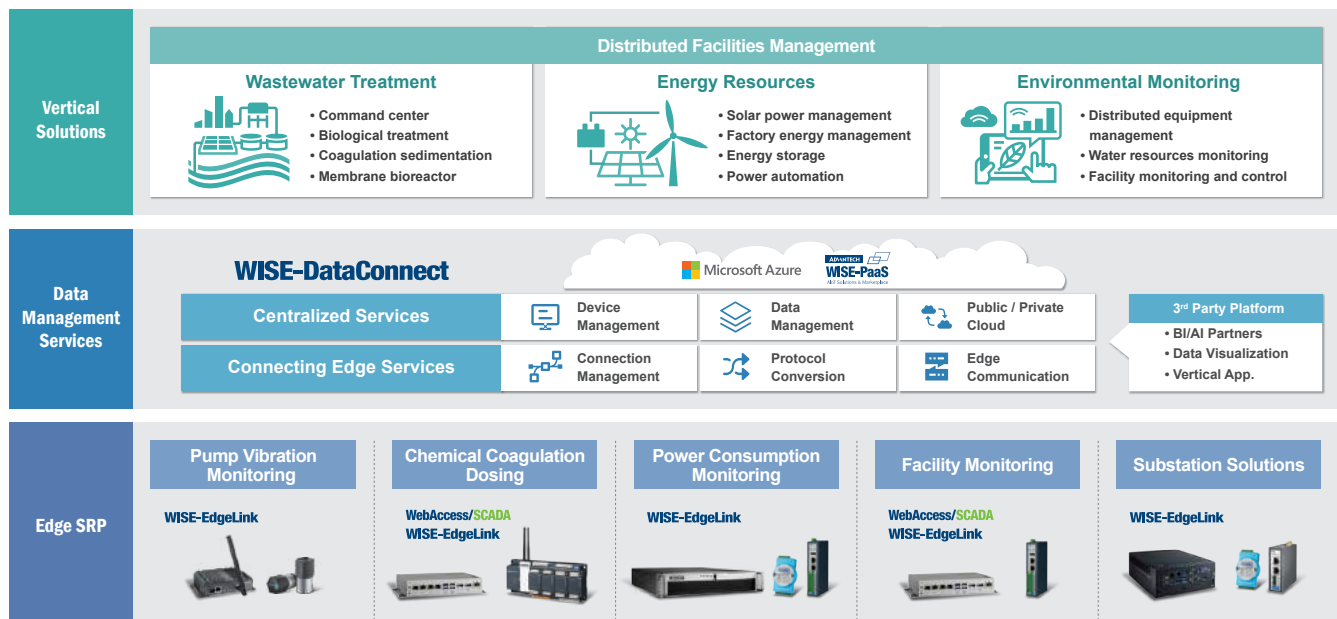 Vertical
Solutions
Distributed Facilities Management
Wastewater Treatment
• Command center
• Biological treatment
• Coagulation sedimentation
• Membrane bioreactor
Energy Resources
• Solar power management
• Factory energy management
• Energy storage
• Power automation
Environmental Monitoring
• Distributed equipment
management
• Water resources monitoring
• Facility monitoring and control
Data
Management
Services
WISE-DataConnect
Microsoft Azure
ADVANTECH
WISE-PaaS
AIoT Solutions & Marketplace
Centralized Services
Device
Management
Data
Management
Public / Private
Cloud
Connecting Edge Services
Connection
Management
Protocol
Conversion
Edge
Communication
3rd Party Platform
• BI/AI Partners
• Data Visualization
• Vertical App.
Edge SRP
Pump Vibration
Monitoring
WISE-EdgeLink
Chemical Coagulation
Dosing
WebAccess/SCADA
WISE-EdgeLink
Power Consumption
Monitoring
WISE-EdgeLink
Facility Monitoring
WebAccess/SCADA
WISE-EdgeLink
Substation Solutions
WISE-EdgeLink